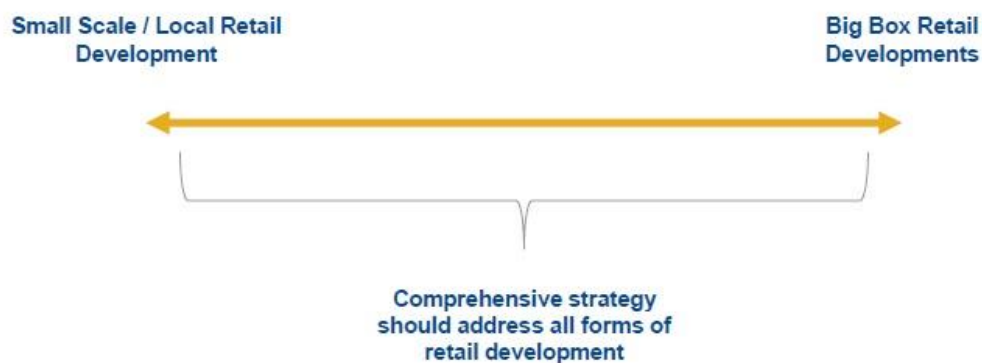 Small Scale / Local Retail
Development
Big Box Retail
Developments
Comprehensive strategy
should address all forms of
retail development